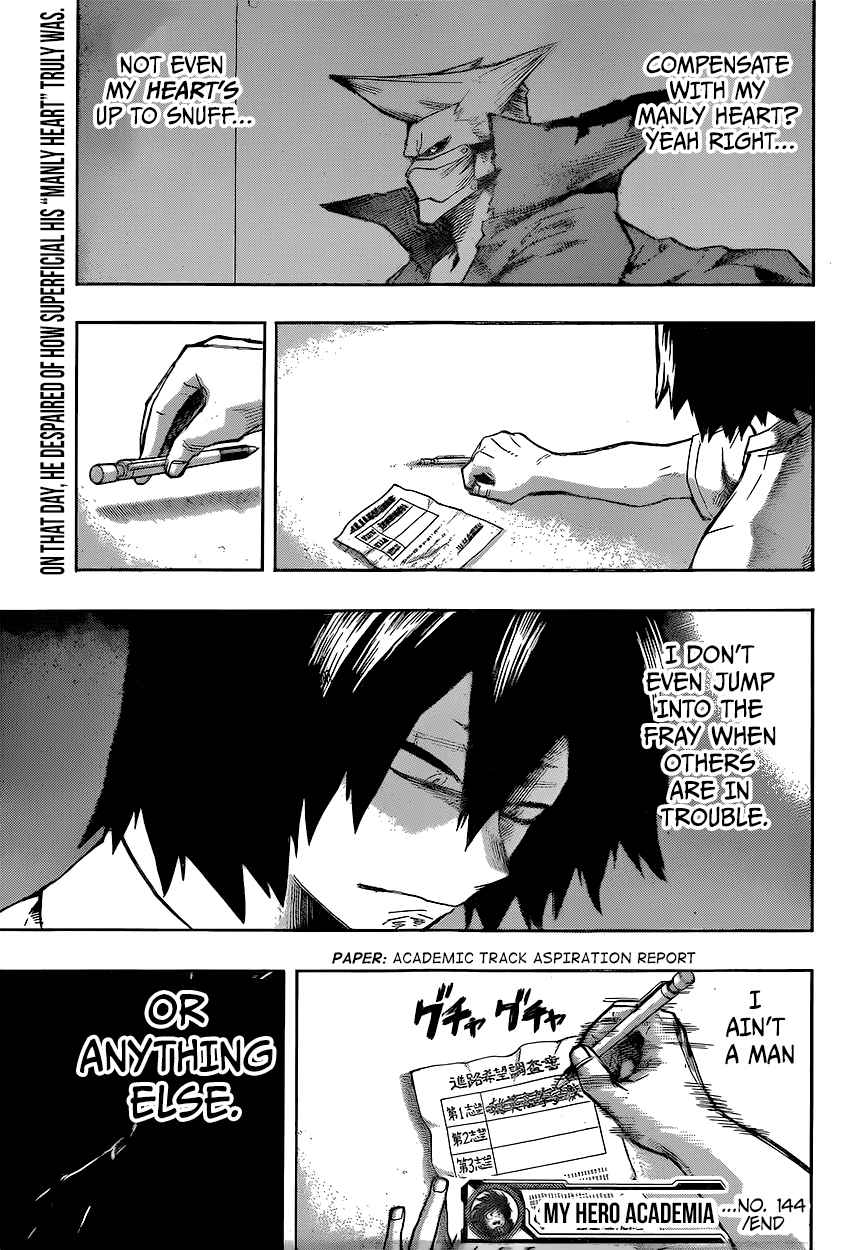 COMPENSATE
WITH MY
MANLY HEART?
YEAH RIGHT...
NOT EVEN
MY HEART'S
UP TO SNUFF...
ON THAT DAY, HE DESPAIRED OF HOW SUPERFICIAL HIS "MANLY HEART" TRULY WAS.
I DON'T
EVEN JUMP
INTO THE
FRAY WHEN
OTHERS
ARE IN
TROUBLE.
PAPER: ACADEMIC TRACK ASPIRATION REPORT
I
AIN'T
A MAN
グチャグチャ
進路希望調査書
第1志望
第2志望
第3志望
OR
ANYTHING
ELSE.
MY HERO ACADEMIA
...NO. 144
/END